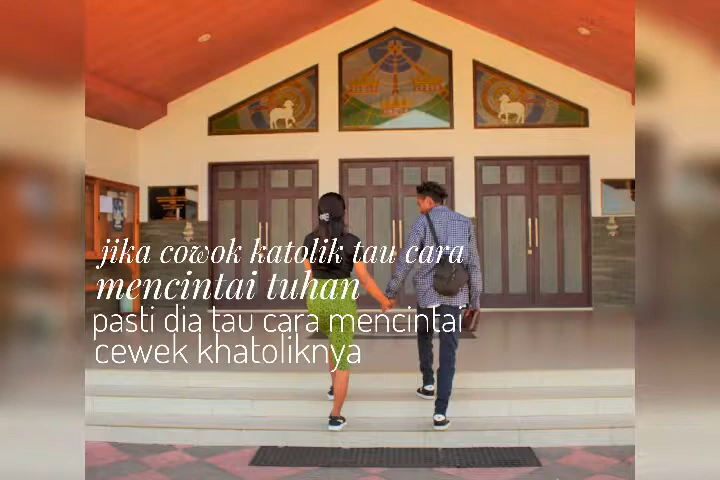 jika cowok katolik tau cara
mencintai tuhan
pasti dia tau cara mencintai
cewek khatoliknya